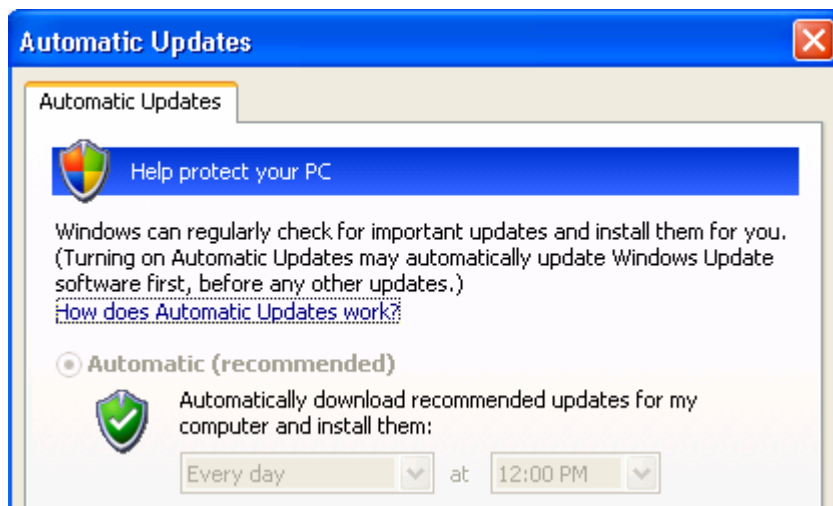 Automatic Updates
Automatic Updates
Help protect your PC
Windows can regularly check for important updates and install them for you.
(Turning on Automatic Updates may automatically update Windows Update
software first, before any other updates.)
How does Automatic Updates work?
Automatic (recommended)
Automatically download recommended updates for my
computer and install them:
Every day at 12:00 PM